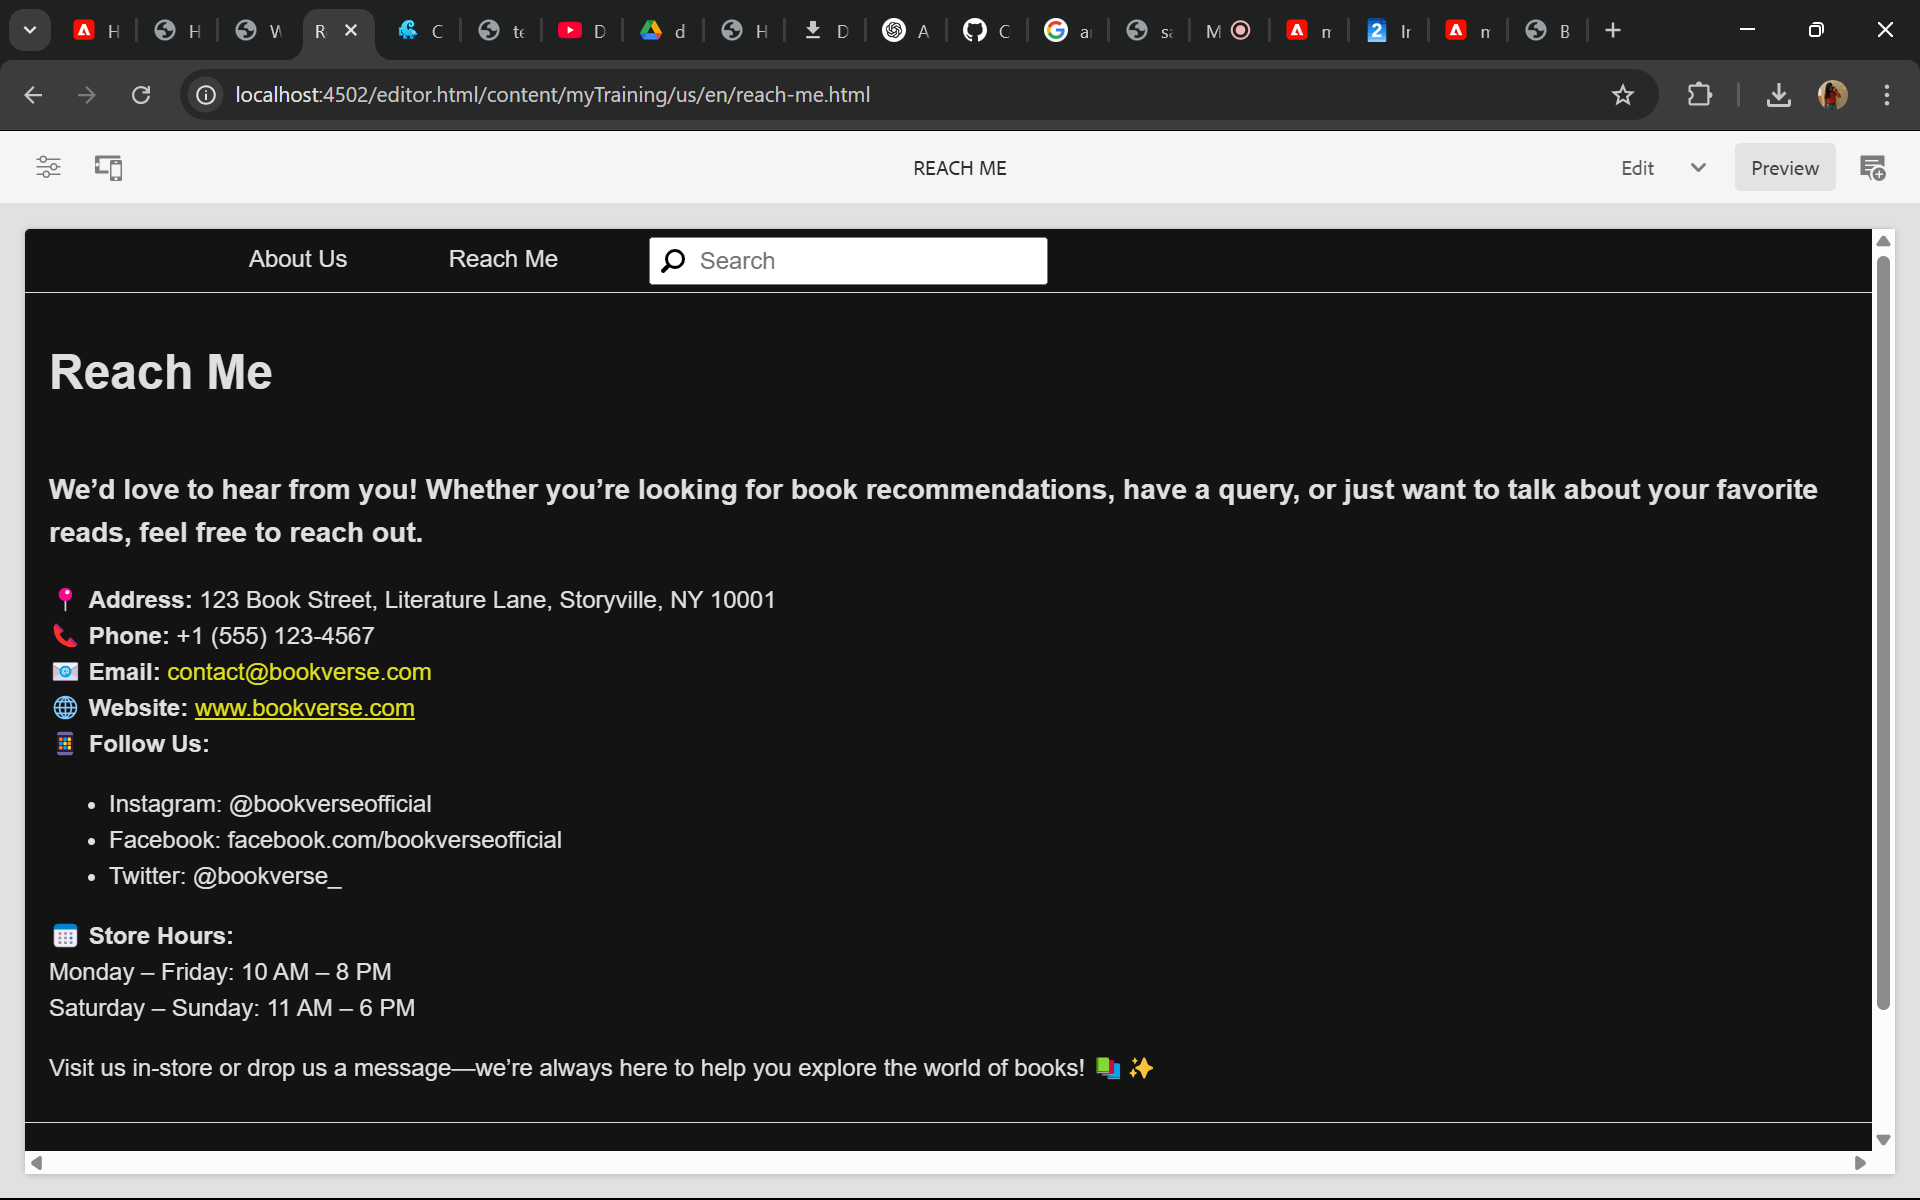 H
H
W
R
C
te
D
d
H
D
A
C
G
a
sa
M
m
2
Ir
m
B
localhost:4502/editor.html/content/myTraining/us/en/reach-me.html
REACH ME
Edit
Preview
About Us
Reach Me
Search
Reach Me
We’d love to hear from you! Whether you’re looking for book recommendations, have a query, or just want to talk about your favorite
reads, feel free to reach out.
Address: 123 Book Street, Literature Lane, Storyville, NY 10001
Phone: +1 (555) 123-4567
Email: contact@bookverse.com
Website: www.bookverse.com
Follow Us:
• Instagram: @bookverseofficial
• Facebook: facebook.com/bookverseofficial
• Twitter: @bookverse_
Store Hours:
Monday – Friday: 10 AM – 8 PM
Saturday – Sunday: 11 AM – 6 PM
Visit us in-store or drop us a message—we’re always here to help you explore the world of books! 📚 ✨